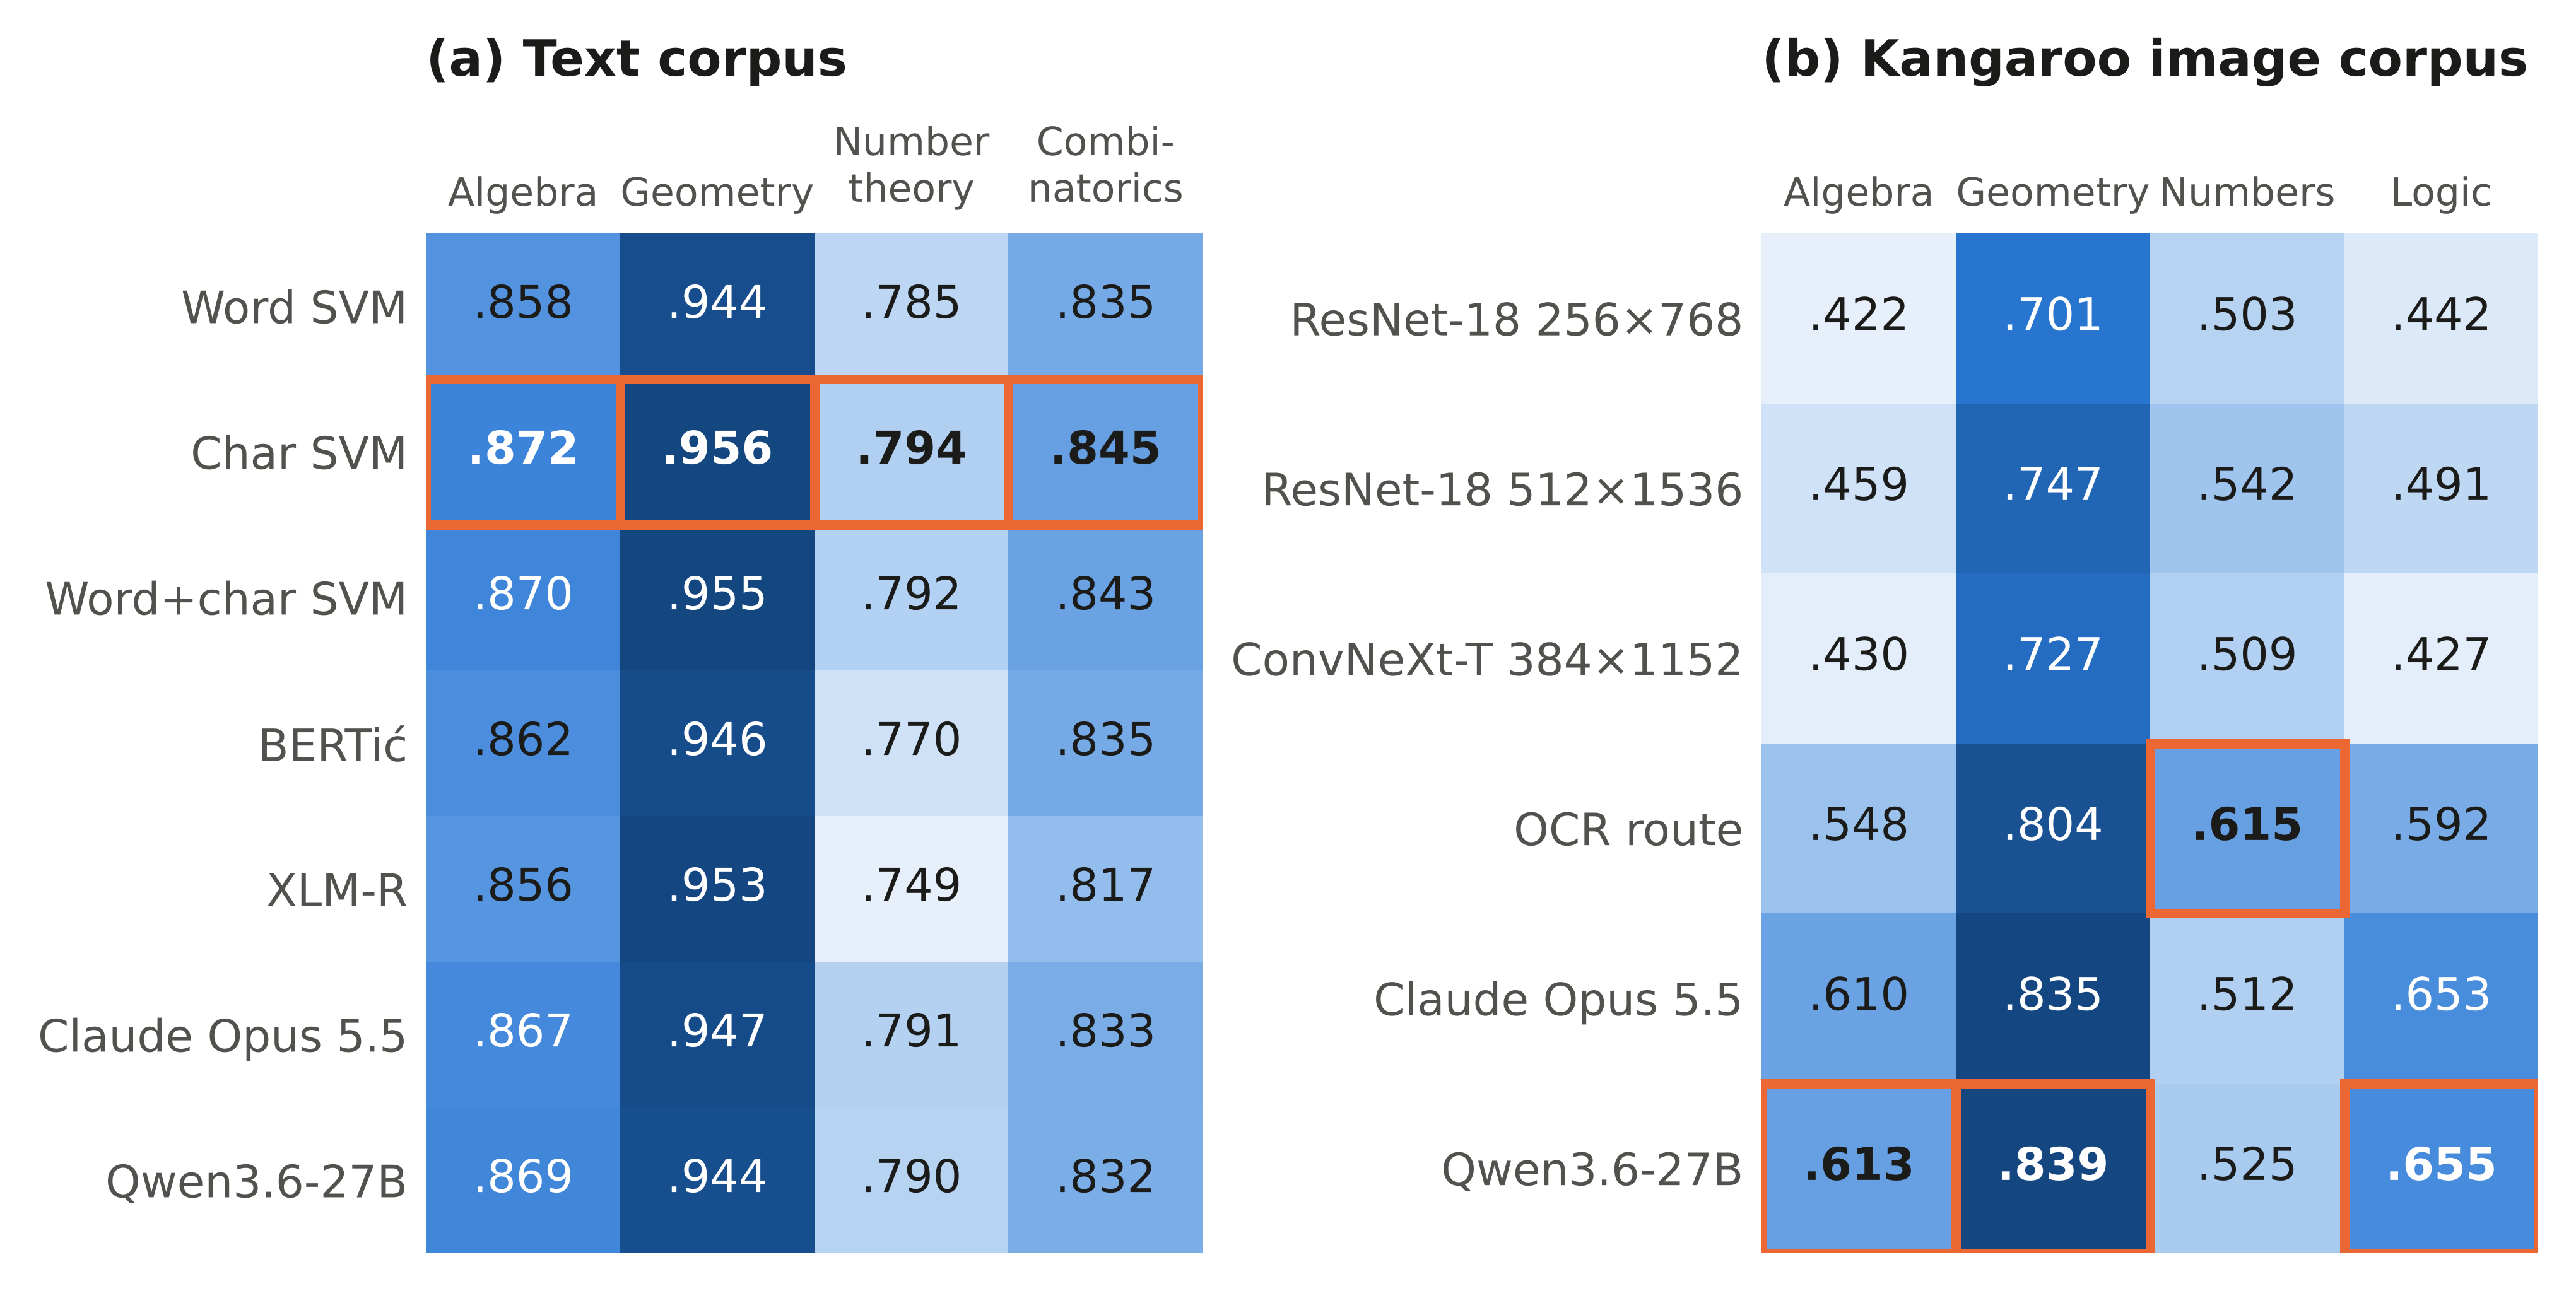 (a) Text corpus
Algebra Geometry Number theory Combi-natorics
Word SVM .858 .944 .785 .835
Char SVM .872 .956 .794 .845
Word+char SVM .870 .955 .792 .843
BERTić .862 .946 .770 .835
XLM-R .856 .953 .749 .817
Claude Opus 5.5 .867 .947 .791 .833
Qwen3.6-27B .869 .944 .790 .832
(b) Kangaroo image corpus
Algebra Geometry Numbers Logic
ResNet-18 256×768 .422 .701 .503 .442
ResNet-18 512×1536 .459 .747 .542 .491
ConvNeXt-T 384×1152 .430 .727 .509 .427
OCR route .548 .804 .615 .592
Claude Opus 5.5 .610 .835 .512 .653
Qwen3.6-27B .613 .839 .525 .655